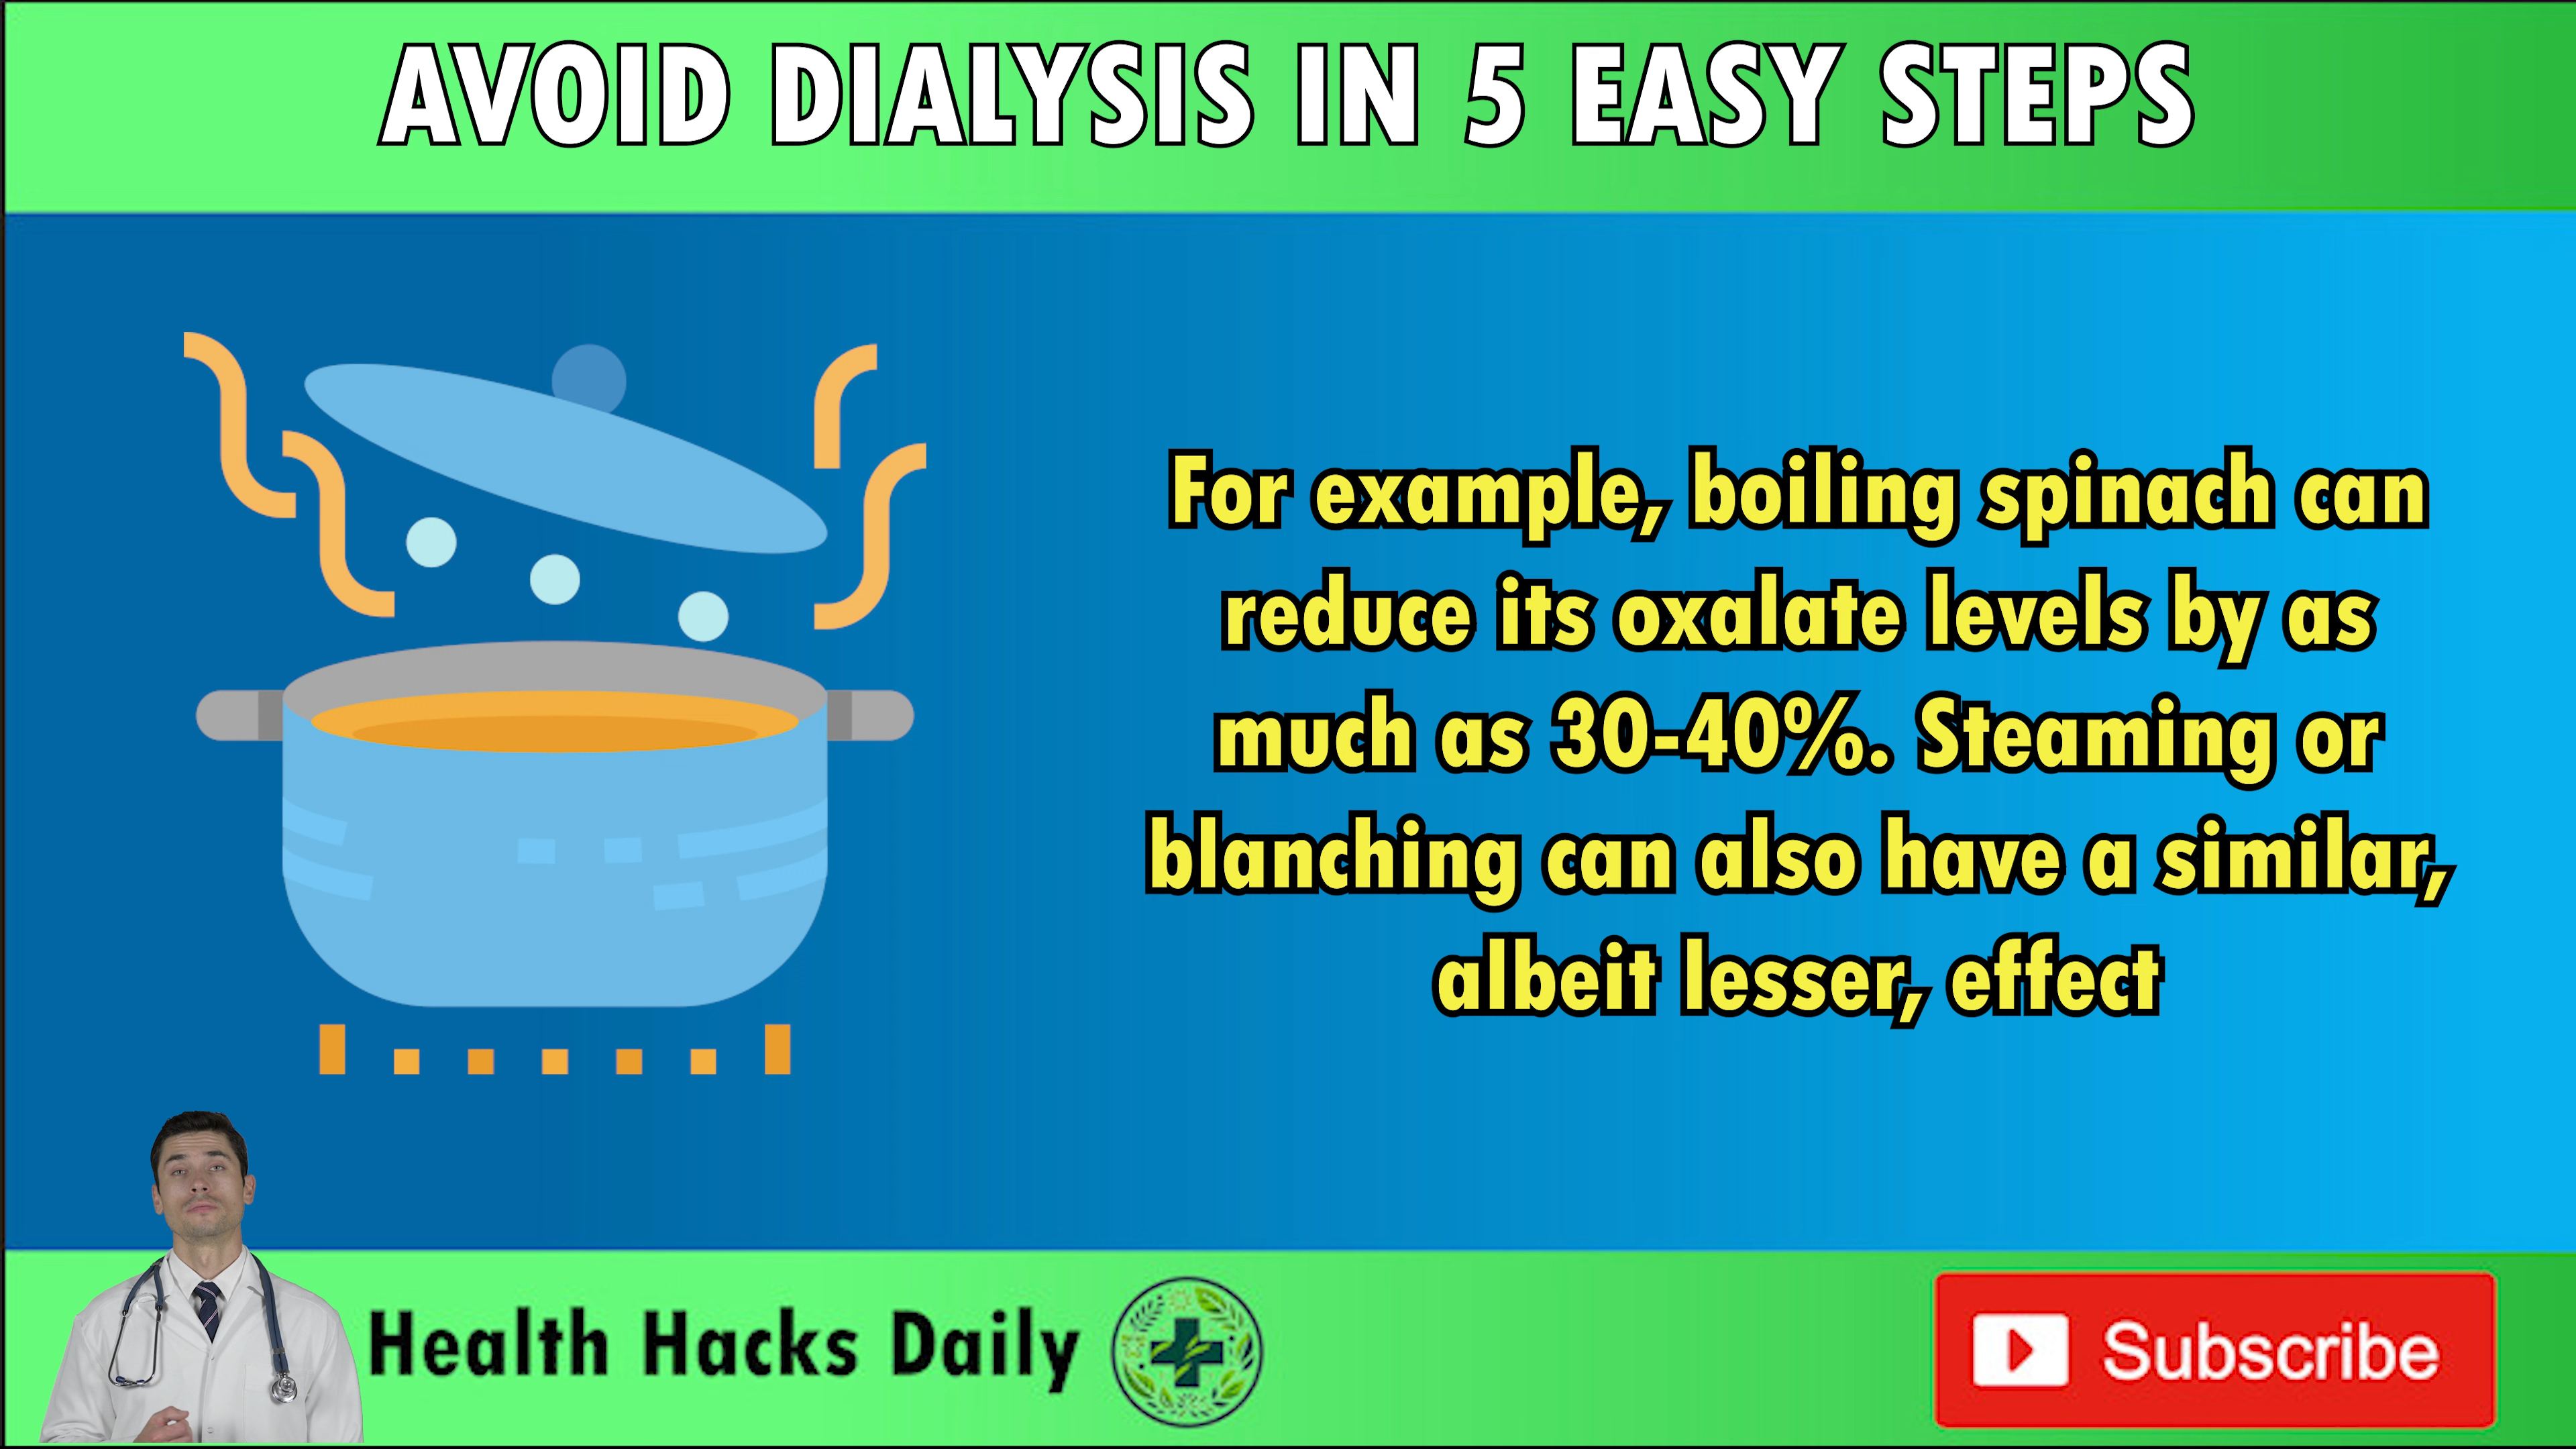 AVOID DIALYSIS IN 5 EASY STEPS
For example, boiling spinach can
reduce its oxalate levels by as
much as 30-40%. Steaming or
blanching can also have a similar,
albeit lesser, effect
Health Hacks Daily
Subscribe